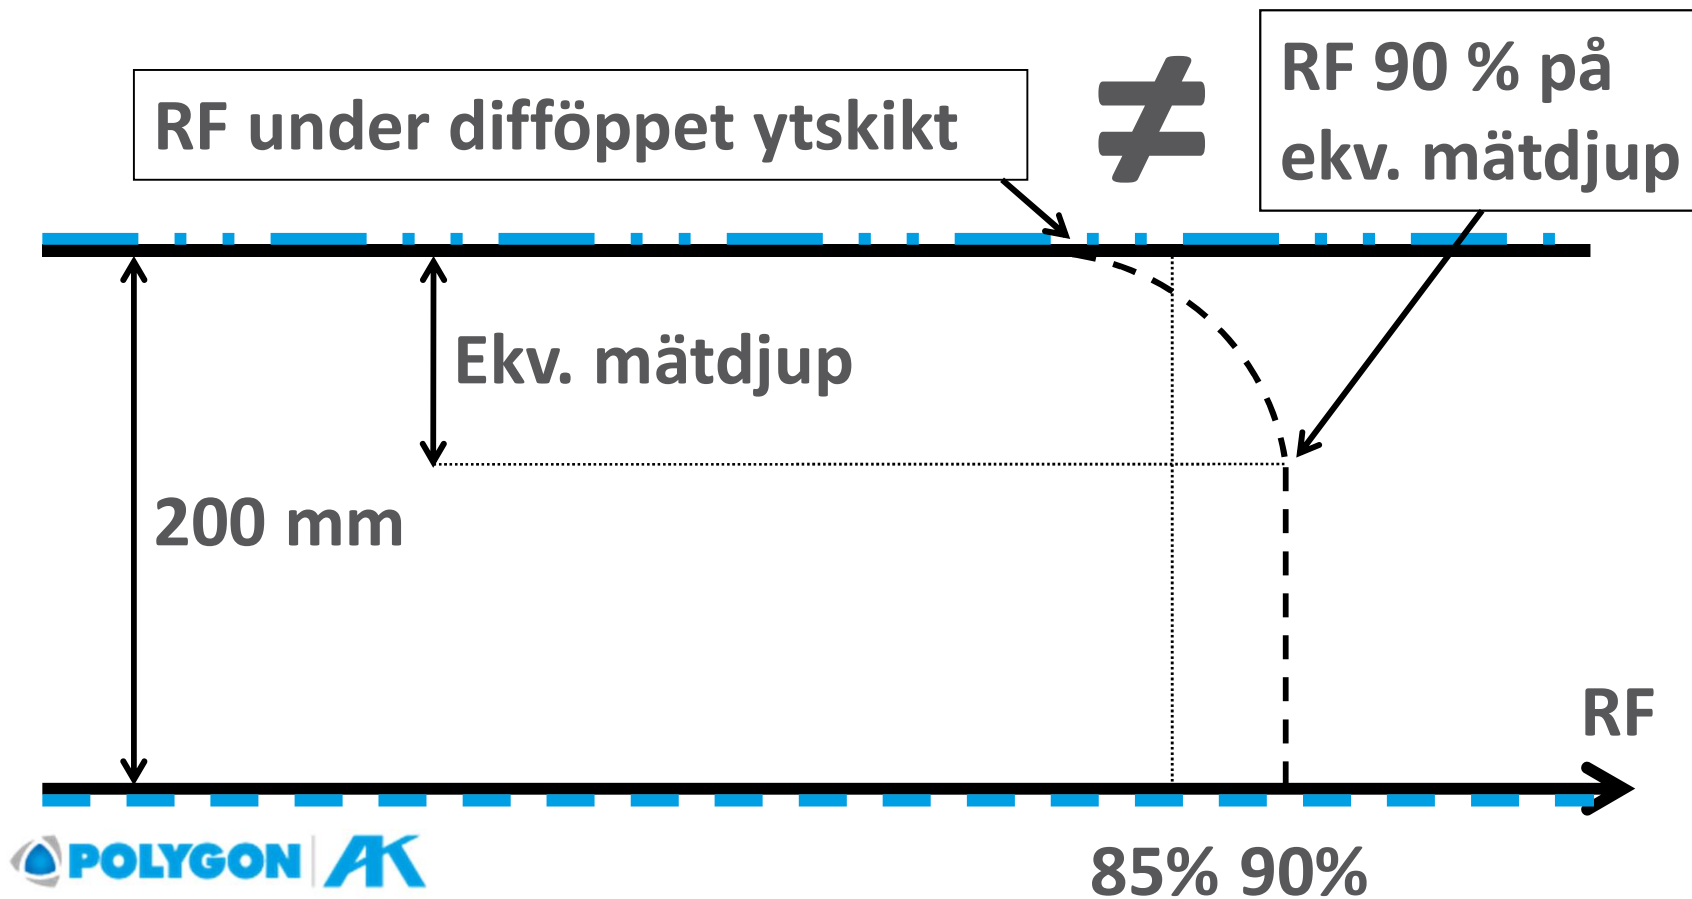 RF under difföppet ytskikt
≠
RF 90 % på
ekv. mätdjup
Ekv. mätdjup
200 mm
RF
POLYGON AK
85% 90%